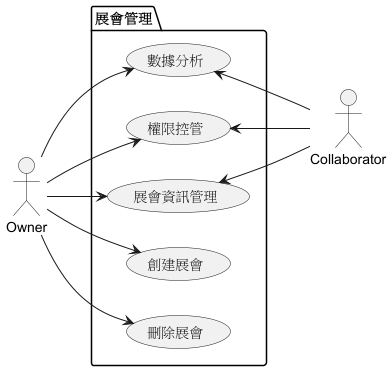 展會管理
數據分析
權限控管
Collaborator
展會資訊管理
Owner
創建展會
刪除展會